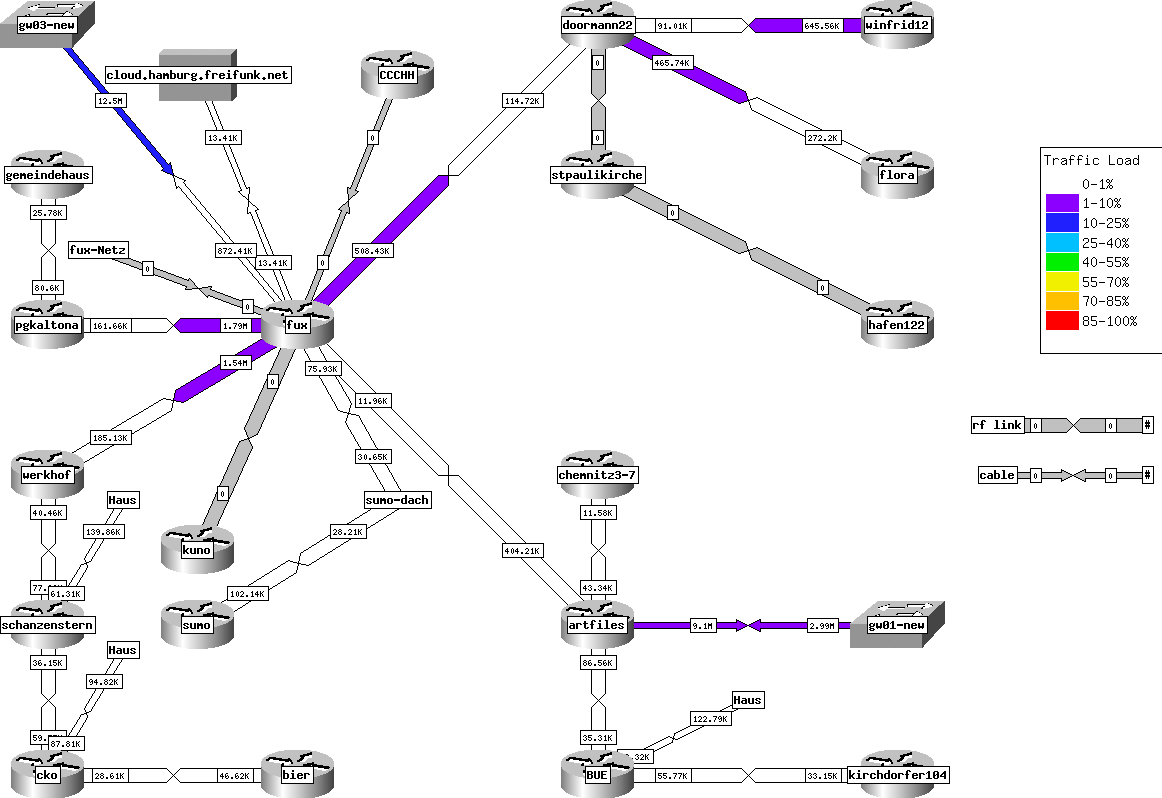 gw03-new
doormann22
91.01K
645.56K
winfrid12
cloud.hamburg.freifunk.net
CCCHH
0
465.74K
12.5M
114.72K
13.41K
0
0
272.2K
gemeindehaus
stpaulikirche
flora
Traffic Load
0-1%
1-10%
10-25%
25-40%
40-55%
55-70%
70-85%
85-100%
25.78K
0
fux-Netz
872.41K
508.43K
13.41K
0
0
80.6K
0
0
pgkaltona
161.66K
1.79M
fux
hafen122
1.54M
75.93K
0
11.96K
rf link
0
0
#
185.13K
30.65K
werkhof
chemnitz3-7
cable
0
0
#
0
Haus
sumo-dach
40.46K
11.58K
139.86K
28.21K
kuno
404.21K
43.34K
61.31K
102.14K
schanzenstern
sumo
artfiles
9.1M
2.99M
gw01-new
Haus
36.15K
86.56K
94.82K
Haus
122.79K
35.31K
87.81K
cko
28.61K
46.62K
bier
BUE
55.77K
33.15K
kirchdorfer104